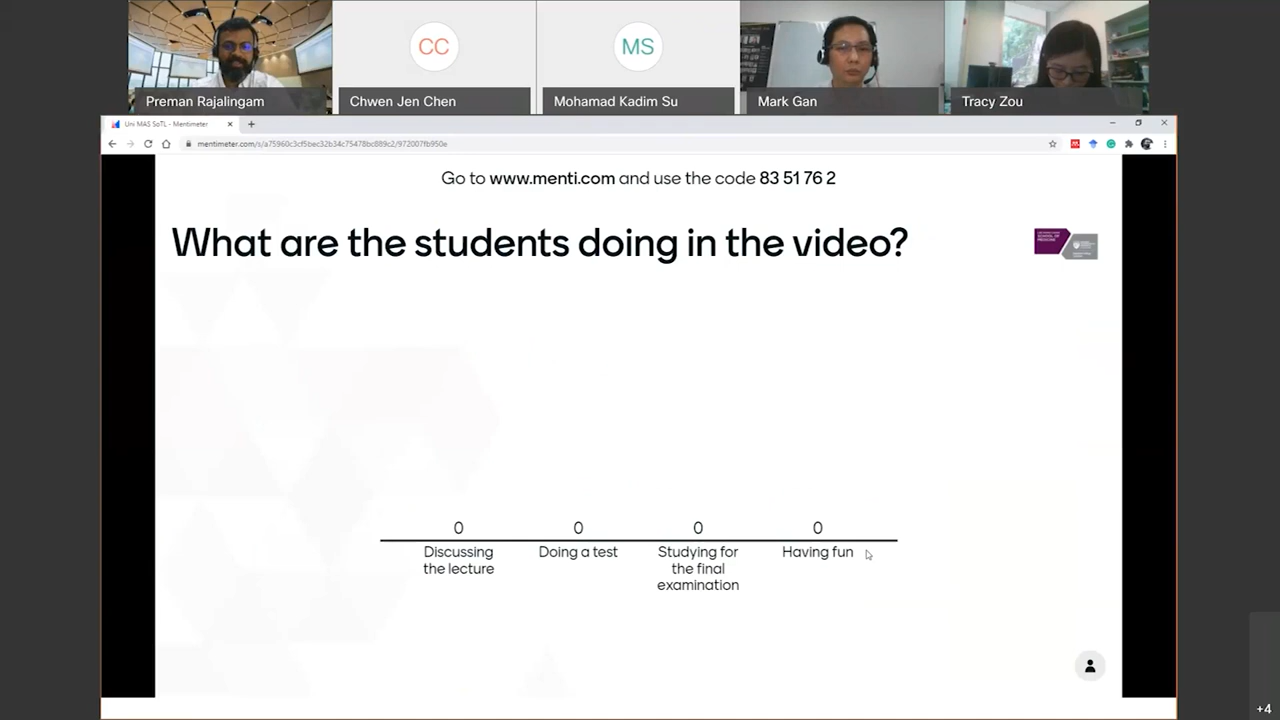 CC
MS
Preman Rajalingam
Chwen Jen Chen
Mohamad Kadim Su
Mark Gan
Tracy Zou
Uni MAS SoTL - Mentimeter
mentimeter.com/s/a75960c3cf5bec32b34c75478bc889c2/972007fb950e
Go to www.menti.com and use the code 83 51 76 2
What are the students doing in the video?
SCHOOL OF
MEDICINE
0
0
0
0
Discussing
the lecture
Doing a test
Studying for
the final
examination
Having fun
+4